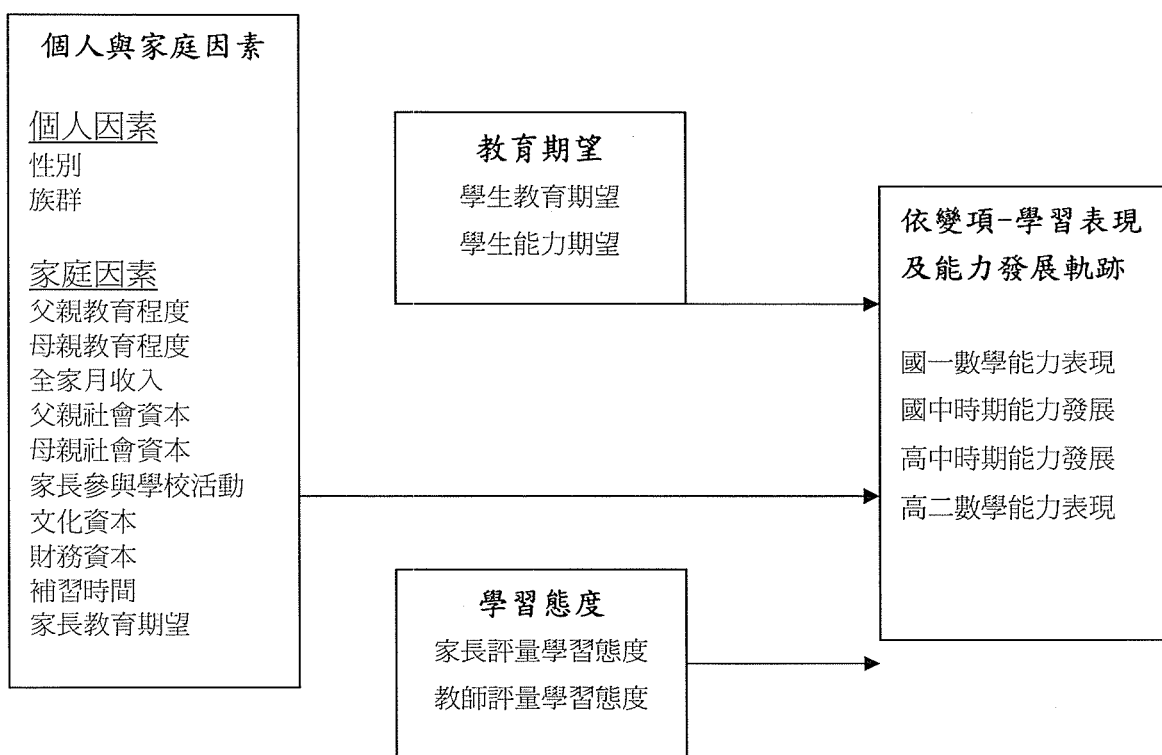 個人與家庭因素
個人因素
性別
族群
家庭因素
父親教育程度
母親教育程度
全家月收入
父親社會資本
母親社會資本
家長參與學校活動
文化資本
財務資本
補習時間
家長教育期望
教育期望
學生教育期望
學生能力期望
學習態度
家長評量學習態度
教師評量學習態度
依變項-學習表現
及能力發展軌跡
國一數學能力表現
國中時期能力發展
高中時期能力發展
高二數學能力表現